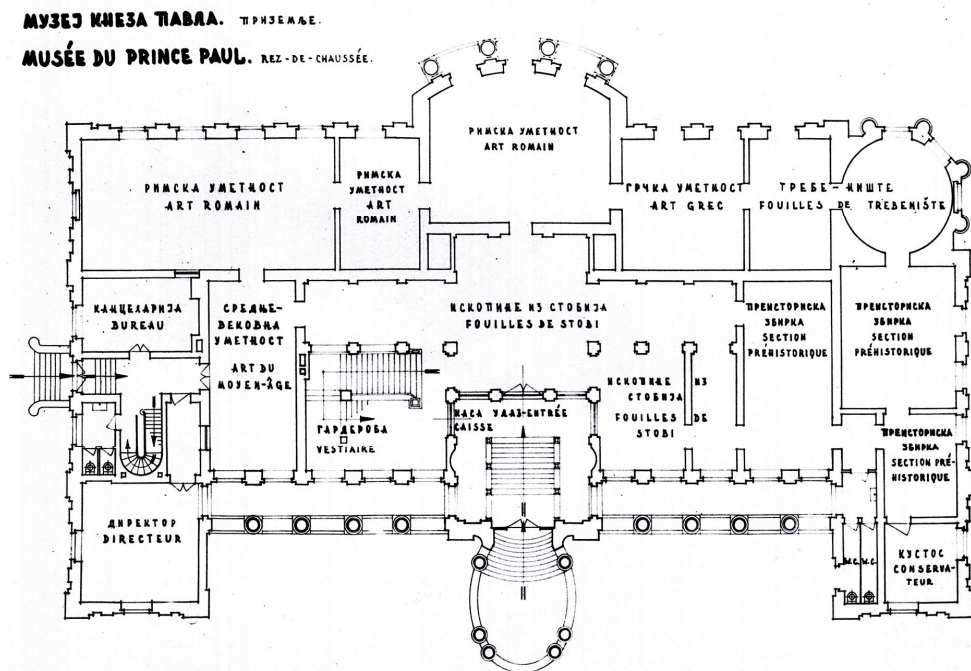 МУЗЕЈ КНЕЗА ПАВЛА. ПРИЗЕМЉЕ.
MUSÉE DU PRINCE PAUL. REZ-DE-CHAUSSÉE.
РИМСКА УМЕТНОСТ
ART ROMAIN
РИМСКА УМЕТНОСТ
ART ROMAIN
РИМСКА
УМЕТНОСТ
ART
ROMAIN
ГРЧКА УМЕТНОСТ
ART GREC
ТРЕБЕ-НИШТЕ
FOUILLES DE TREBENIŠTE
КАНЦЕЛАРИЈА
BUREAU
СРЕДЊЕ-
ВЕКОВНА
УМЕТНОСТ
ART DU
MOYEN-ÂGE
ИСКОПИНЕ ИЗ СТОБИЈА
FOUILLES DE STOBI
ПРЕИСТОРИСКА
ЗБИРКА
SECTION
PRÉHISTORIQUE
ПРЕИСТОРИСКА
ЗБИРКА
SECTION
PRÉHISTORIQUE
ИСКОПИНЕ ИЗ
СТОБИЈА
FOUILLES DE
STOBI
ГАРДЕРОБА
VESTIAIRE
КАСА УЛАЗ-ENTRÉE
CAISSE
ПРЕИСТОРИСКА
ЗБИРКА
SECTION PRÉ-
HISTORIQUE
ДИРЕКТОР
DIRECTEUR
W.C. W.C.
КУСТОС
CONSERVA-
TEUR